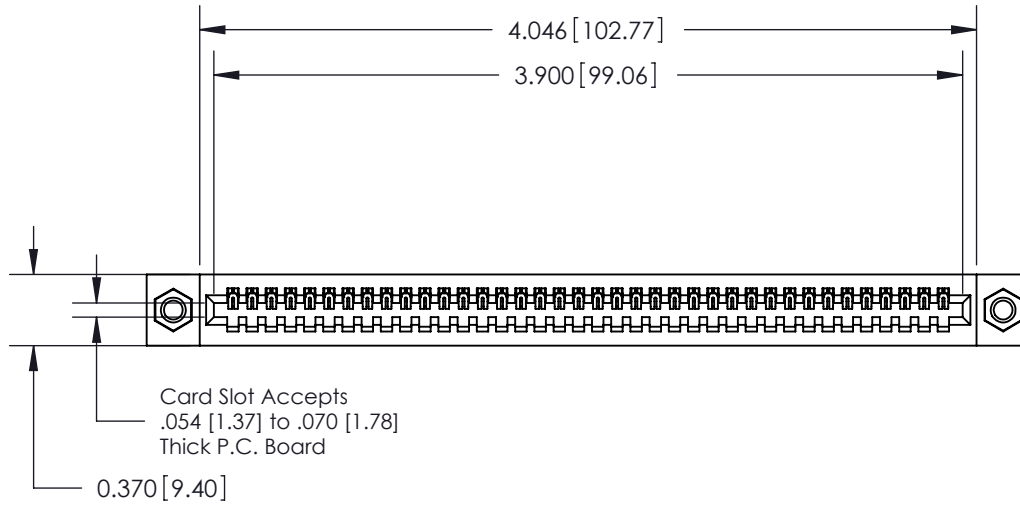 4.046 [102.77]
3.900 [99.06]
Card Slot Accepts
.054 [1.37] to .070 [1.78]
Thick P.C. Board
0.370 [9.40]